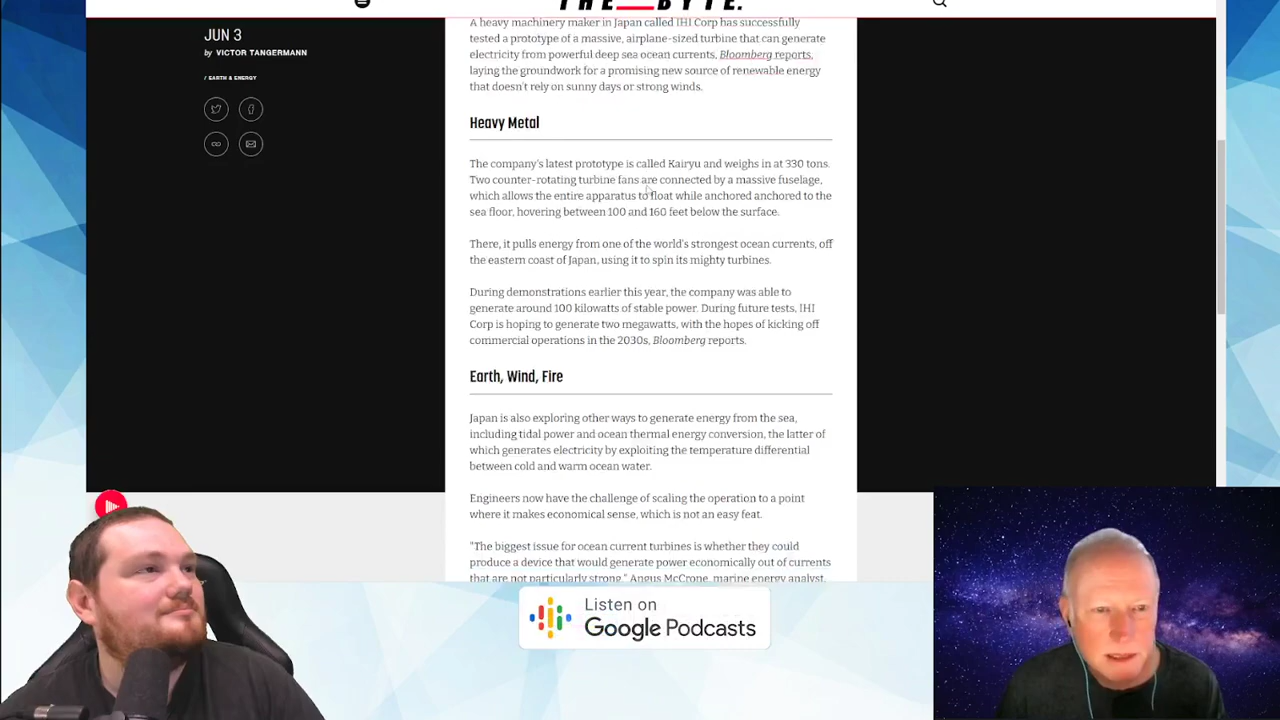 THE BYTE.
JUN 3
by VICTOR TANGERMANN
/ EARTH & ENERGY
A heavy machinery maker in Japan called IHI Corp has successfully
tested a prototype of a massive, airplane-sized turbine that can generate
electricity from powerful deep sea ocean currents, Bloomberg reports,
laying the groundwork for a promising new source of renewable energy
that doesn't rely on sunny days or strong winds.
Heavy Metal
The company's latest prototype is called Kairyu and weighs in at 330 tons.
Two counter-rotating turbine fans are connected by a massive fuselage,
which allows the entire apparatus to float while anchored anchored to the
sea floor, hovering between 100 and 160 feet below the surface.
There, it pulls energy from one of the world's strongest ocean currents, off
the eastern coast of Japan, using it to spin its mighty turbines.
During demonstrations earlier this year, the company was able to
generate around 100 kilowatts of stable power. During future tests, IHI
Corp is hoping to generate two megawatts, with the hopes of kicking off
commercial operations in the 2030s, Bloomberg reports.
Earth, Wind, Fire
Japan is also exploring other ways to generate energy from the sea,
including tidal power and ocean thermal energy conversion, the latter of
which generates electricity by exploiting the temperature differential
between cold and warm ocean water.
Engineers now have the challenge of scaling the operation to a point
where it makes economical sense, which is not an easy feat.
"The biggest issue for ocean current turbines is whether they could
produce a device that would generate power economically out of currents
that are not particularly strong," Angus McCrone, marine energy analyst,
Listen on
Google Podcasts